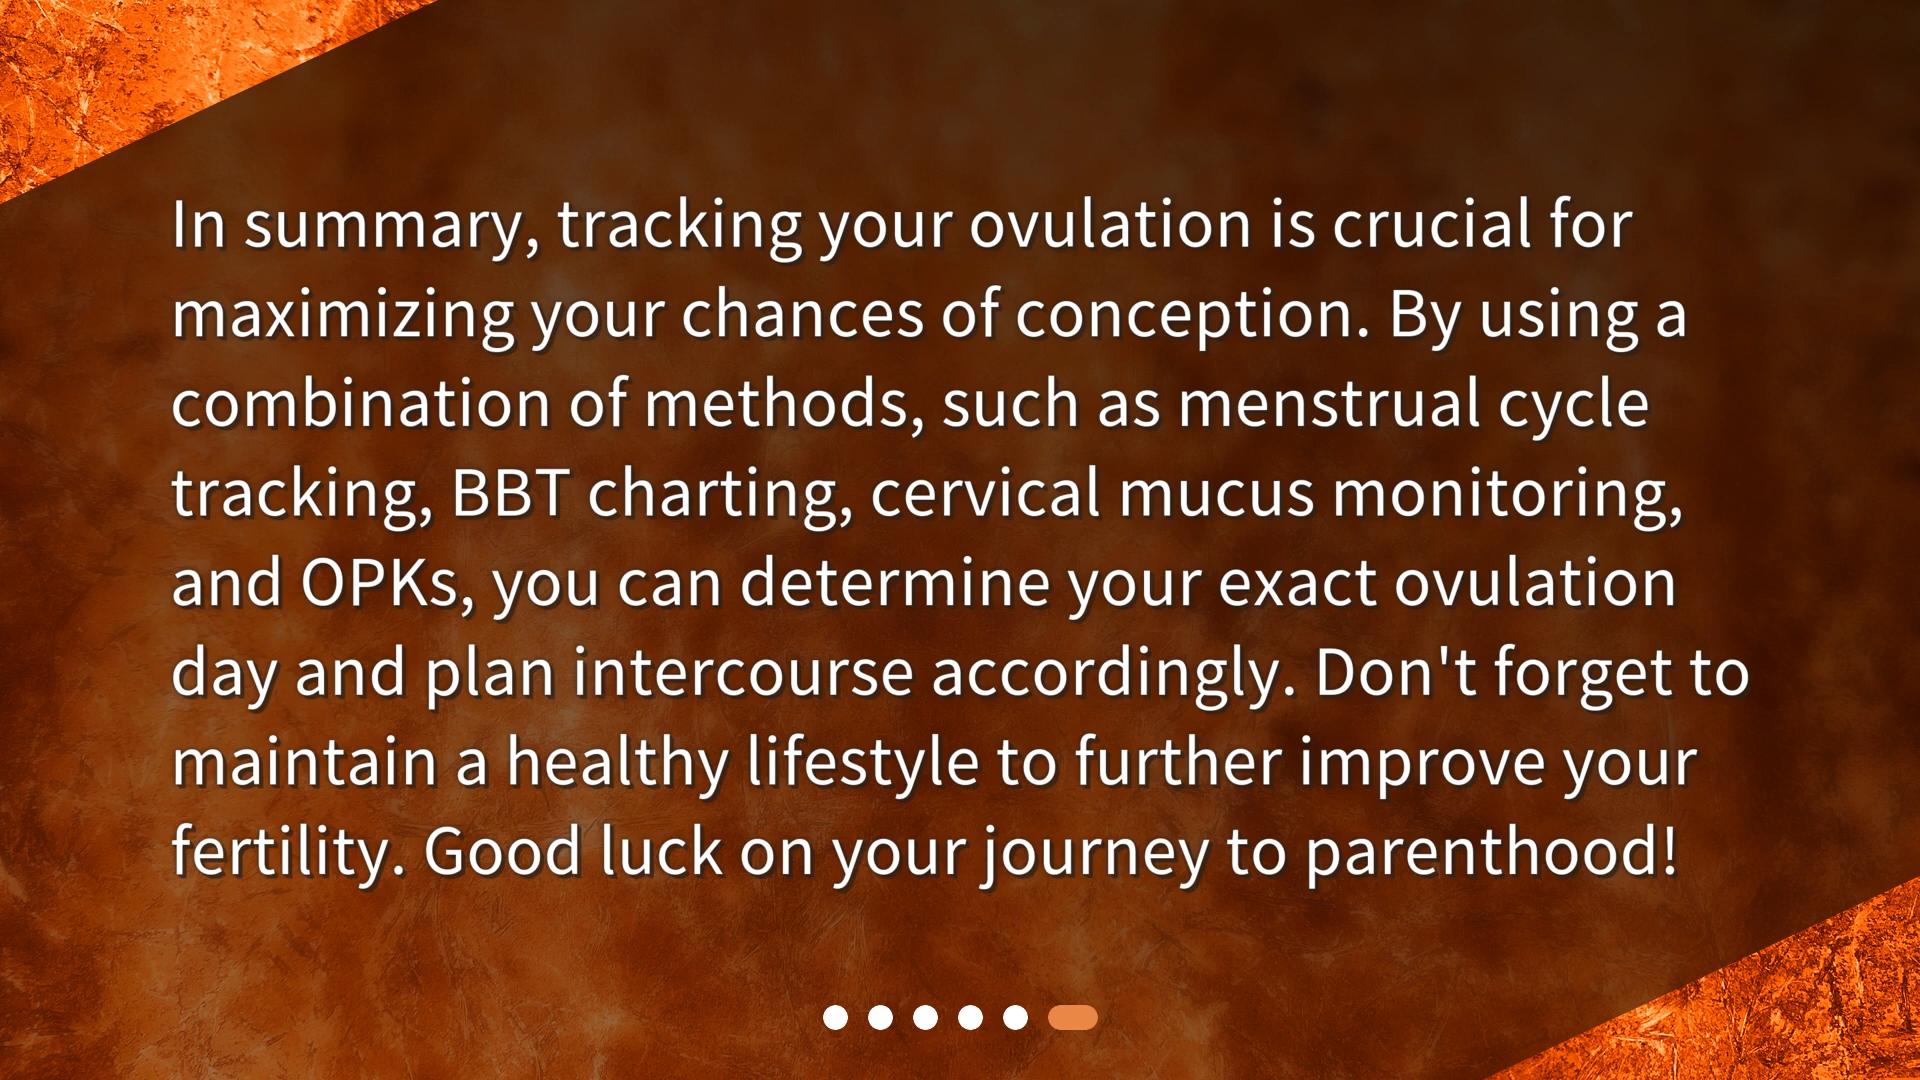 In summary, tracking your ovulation is crucial for
maximizing your chances of conception. By using a
combination of methods, such as menstrual cycle
tracking, BBT charting, cervical mucus monitoring,
and OPKs, you can determine your exact ovulation
day and plan intercourse accordingly. Don't forget to
maintain a healthy lifestyle to further improve your
fertility. Good luck on your journey to parenthood!